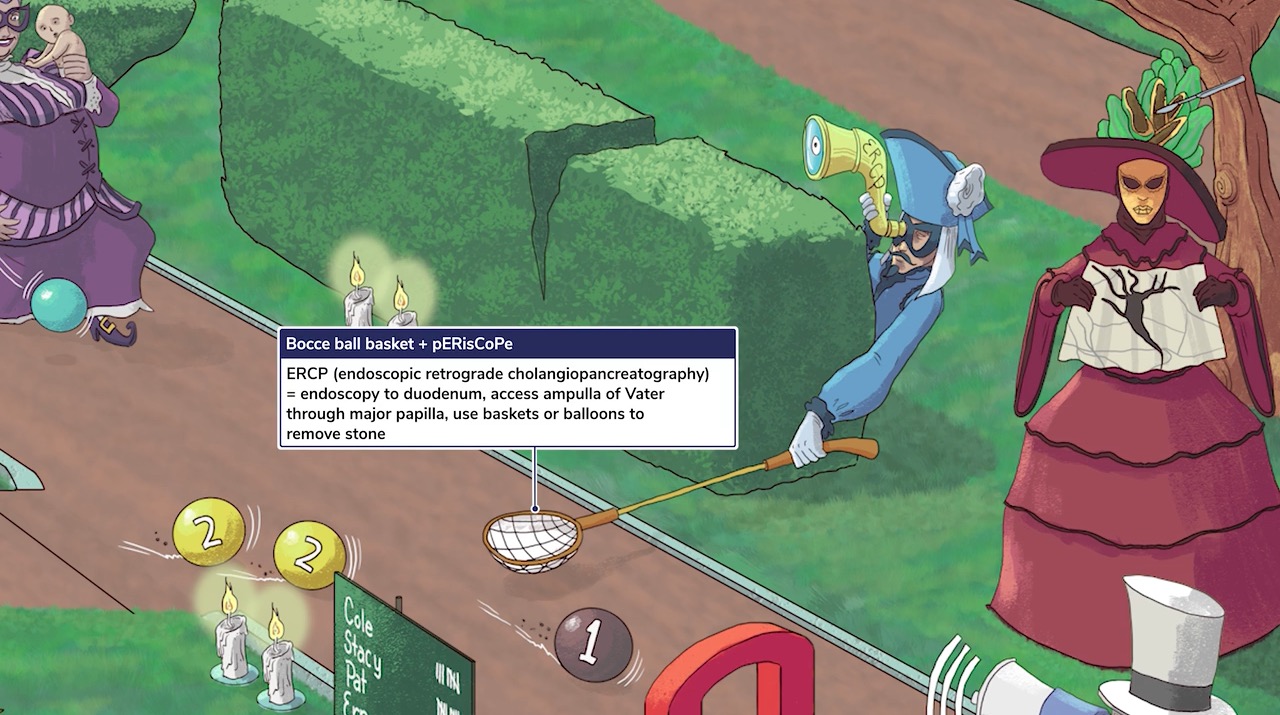 ERCP
Bocce ball basket + pERisCoPe
ERCP (endoscopic retrograde cholangiopancreatography)
= endoscopy to duodenum, access ampulla of Vater
through major papilla, use baskets or balloons to
remove stone
2
2
1
Cole
Stacy
Pat